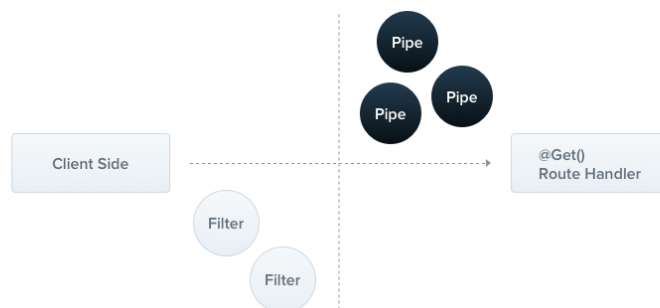 Pipe
Pipe
Pipe
Client Side
@Get()
Route Handler
Filter
Filter